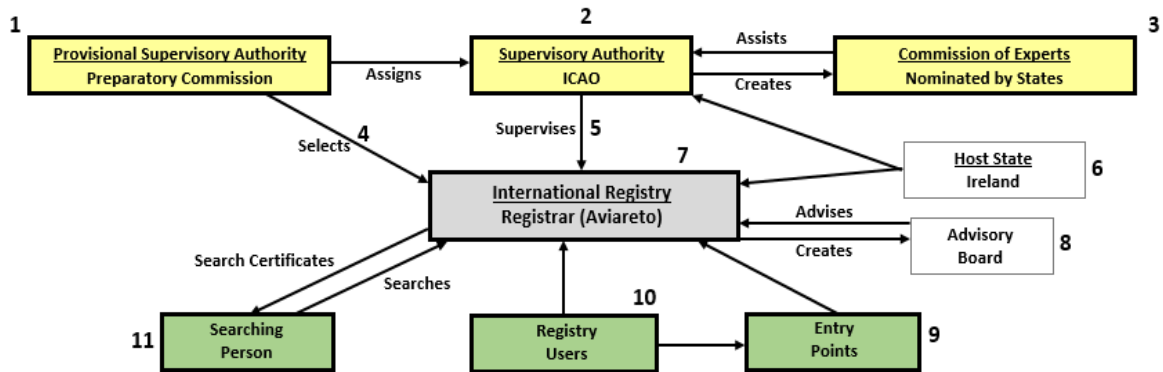 1
2
3
Provisional Supervisory Authority
Preparatory Commission
Assigns
Supervisory Authority
ICAO
Assists
Creates
Commission of Experts
Nominated by States
Selects
4
Supervises
5
7
Host State
Ireland
6
International Registry
Registrar (Aviareto)
Advises
Creates
Advisory
Board
8
Search Certificates
Searches
10
11
Searching
Person
Registry
Users
Entry
Points
9